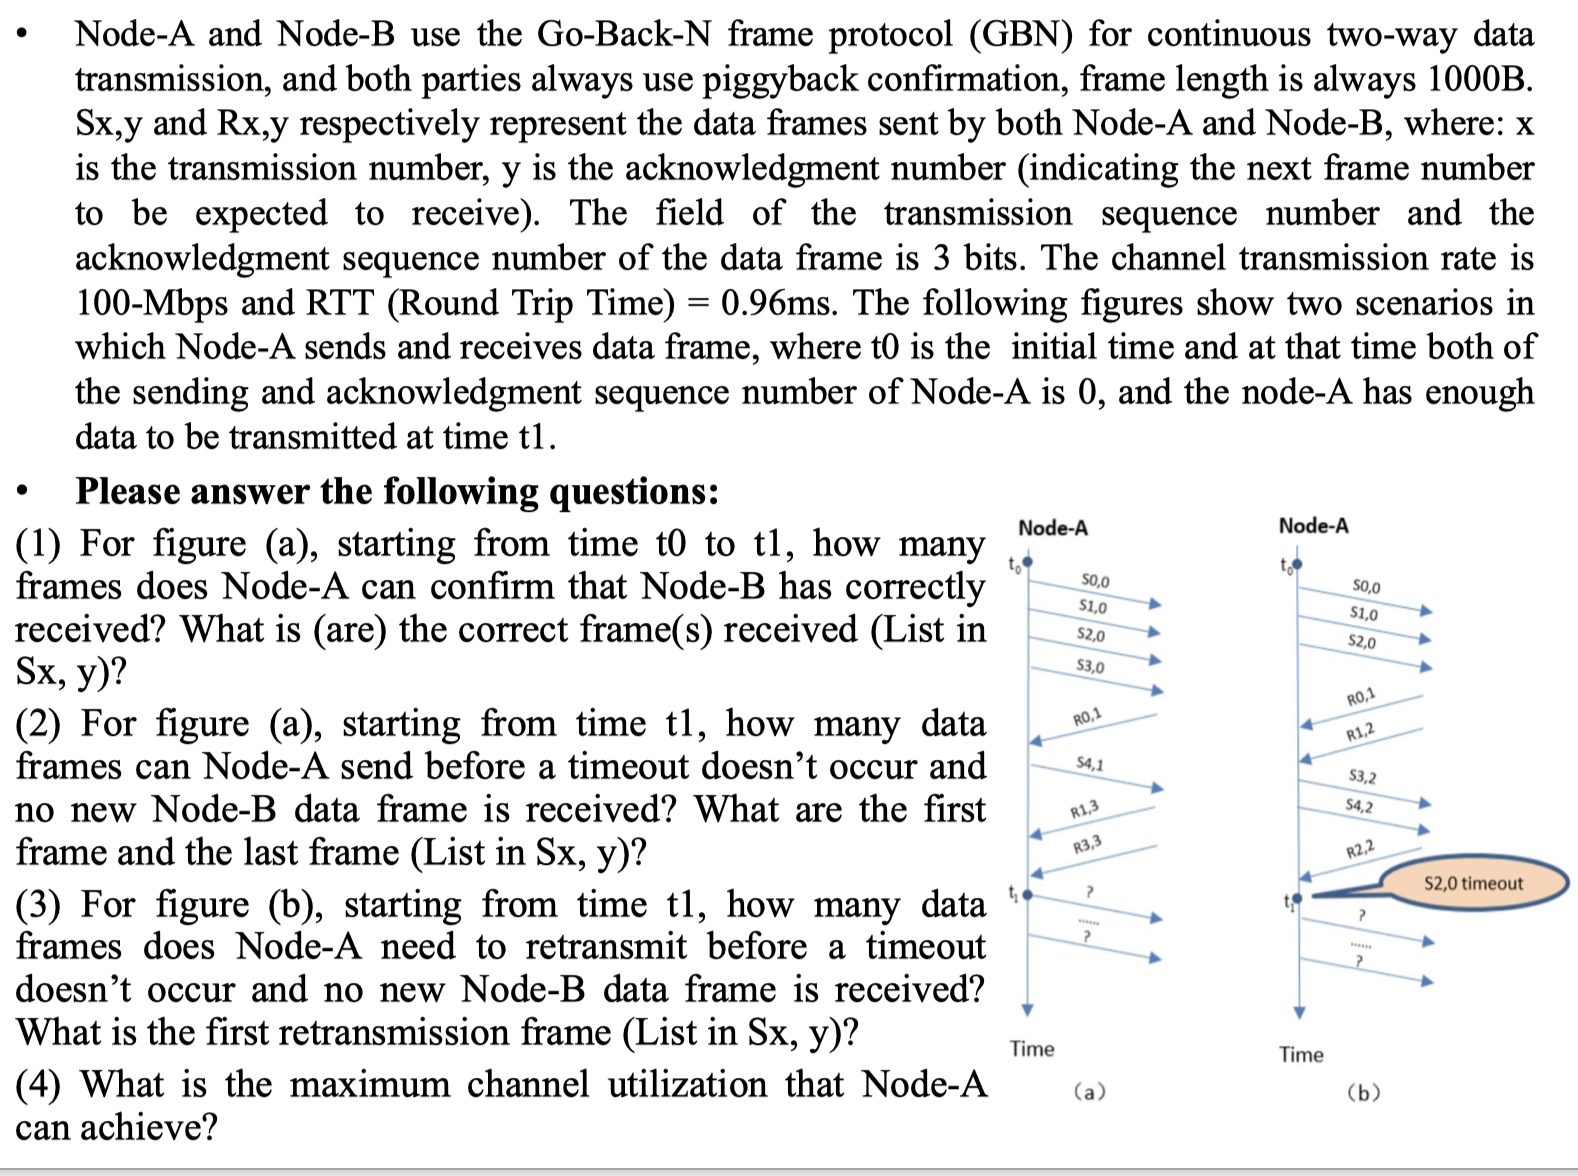 • Node-A and Node-B use the Go-Back-N frame protocol (GBN) for continuous two-way data
transmission, and both parties always use piggyback confirmation, frame length is always 1000B.
Sx,y and Rx,y respectively represent the data frames sent by both Node-A and Node-B, where: x
is the transmission number, y is the acknowledgment number (indicating the next frame number
to be expected to receive). The field of the transmission sequence number and the
acknowledgment sequence number of the data frame is 3 bits. The channel transmission rate is
100-Mbps and RTT (Round Trip Time) = 0.96ms. The following figures show two scenarios in
which Node-A sends and receives data frame, where t0 is the initial time and at that time both of
the sending and acknowledgment sequence number of Node-A is 0, and the node-A has enough
data to be transmitted at time t1.
• Please answer the following questions:
(1) For figure (a), starting from time t0 to t1, how many
frames does Node-A can confirm that Node-B has correctly
received? What is (are) the correct frame(s) received (List in
Sx, y)?
(2) For figure (a), starting from time t1, how many data
frames can Node-A send before a timeout doesn't occur and
no new Node-B data frame is received? What are the first
frame and the last frame (List in Sx, y)?
(3) For figure (b), starting from time t1, how many data
frames does Node-A need to retransmit before a timeout
doesn't occur and no new Node-B data frame is received?
What is the first retransmission frame (List in Sx, y)?
(4) What is the maximum channel utilization that Node-A
can achieve?
Node-A
t₀
S0,0
S1,0
S2,0
S3,0
R0,1
S4,1
R1,3
R3,3
t₁
?
......
?
Time
(a)
Node-A
t₀
S0,0
S1,0
S2,0
R0,1
R1,2
S3,2
S4,2
R2,2
S2,0 timeout
t₁
?
......
?
Time
(b)